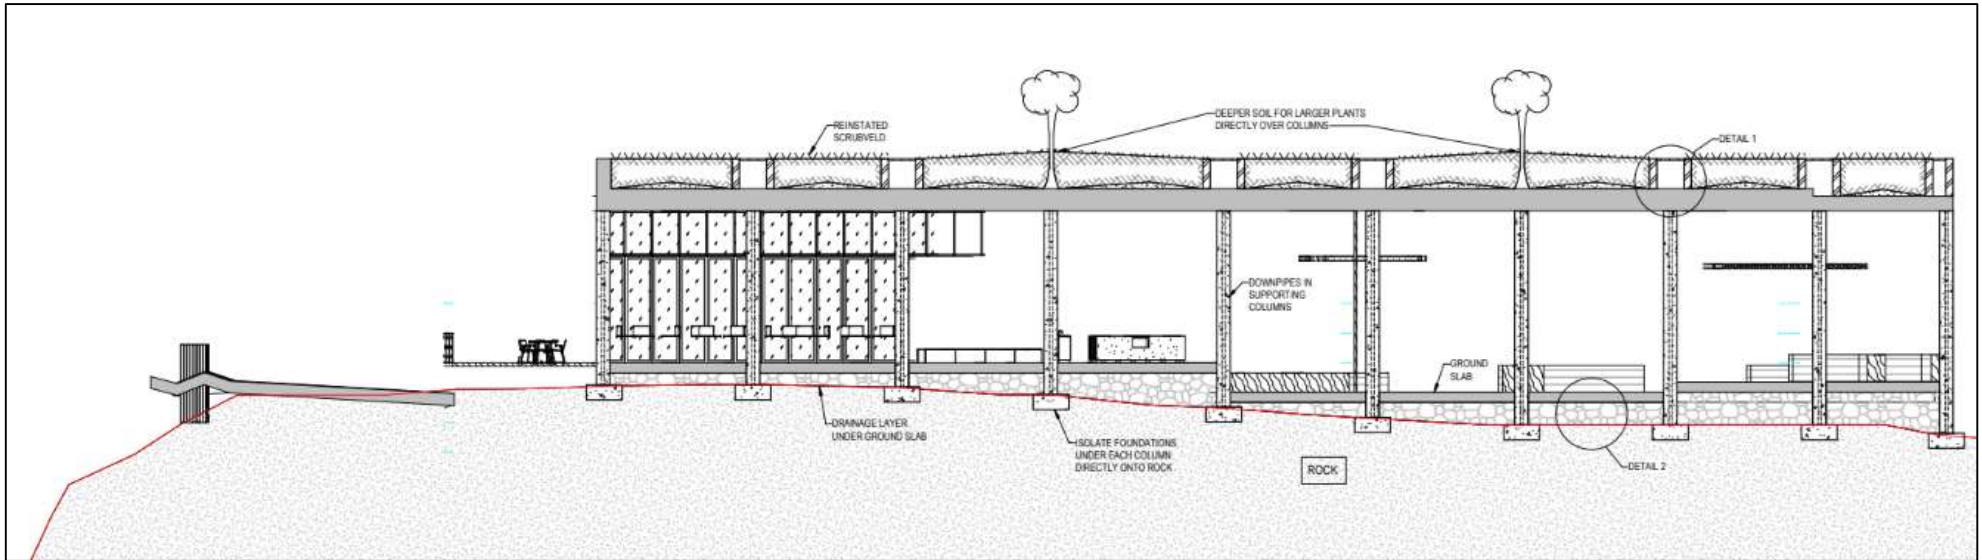 REINSTATED
SCRUBVELD
DEEPER SOIL FOR LARGER PLANTS
DIRECTLY OVER COLUMNS
DETAIL 1
DOWNPIPES IN
SUPPORTING
COLUMNS
GROUND
SLAB
DRAINAGE LAYER
UNDER GROUND SLAB
ISOLATE FOUNDATIONS
UNDER EACH COLUMN
DIRECTLY ONTO ROCK
ROCK
DETAIL 2